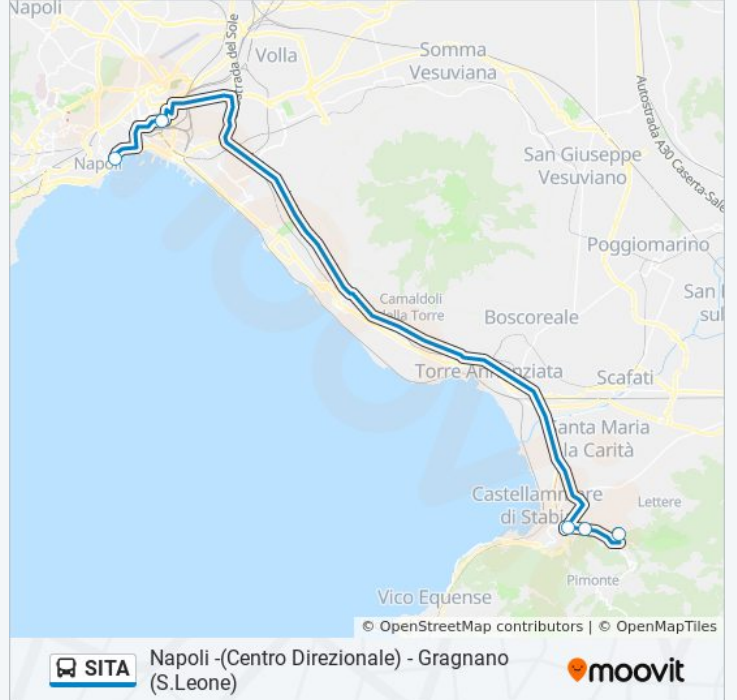 Napoli
Volla
Strada del Sole
Somma
Vesuviana
Autostrada A30 Caserta-Sale
Napoli
San Giuseppe
Vesuviano
Poggiomarino
San
sul
Camaldoli
della Torre
Boscoreale
Torre Annunziata
Scafati
Santa Maria
la Carità
Castellammare
di Stabia
Lettere
Pimonte
Vico Equense
© OpenStreetMap contributors | © OpenMapTiles
SITA
Napoli -(Centro Direzionale) - Gragnano
(S.Leone)
moovit